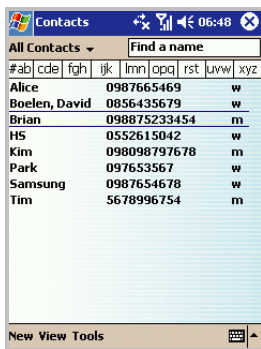 Contacts 06:48
All Contacts Find a name
#ab cde fgh ijk lmn opq rst uvw xyz
Alice 0987665469 w
Boelen, David 0856435679 w
Brian 098875233454 m
HS 0552615042 w
Kim 098098797678 m
Park 097653567 w
Samsung 0987654678 w
Tim 5678996754 m
New View Tools